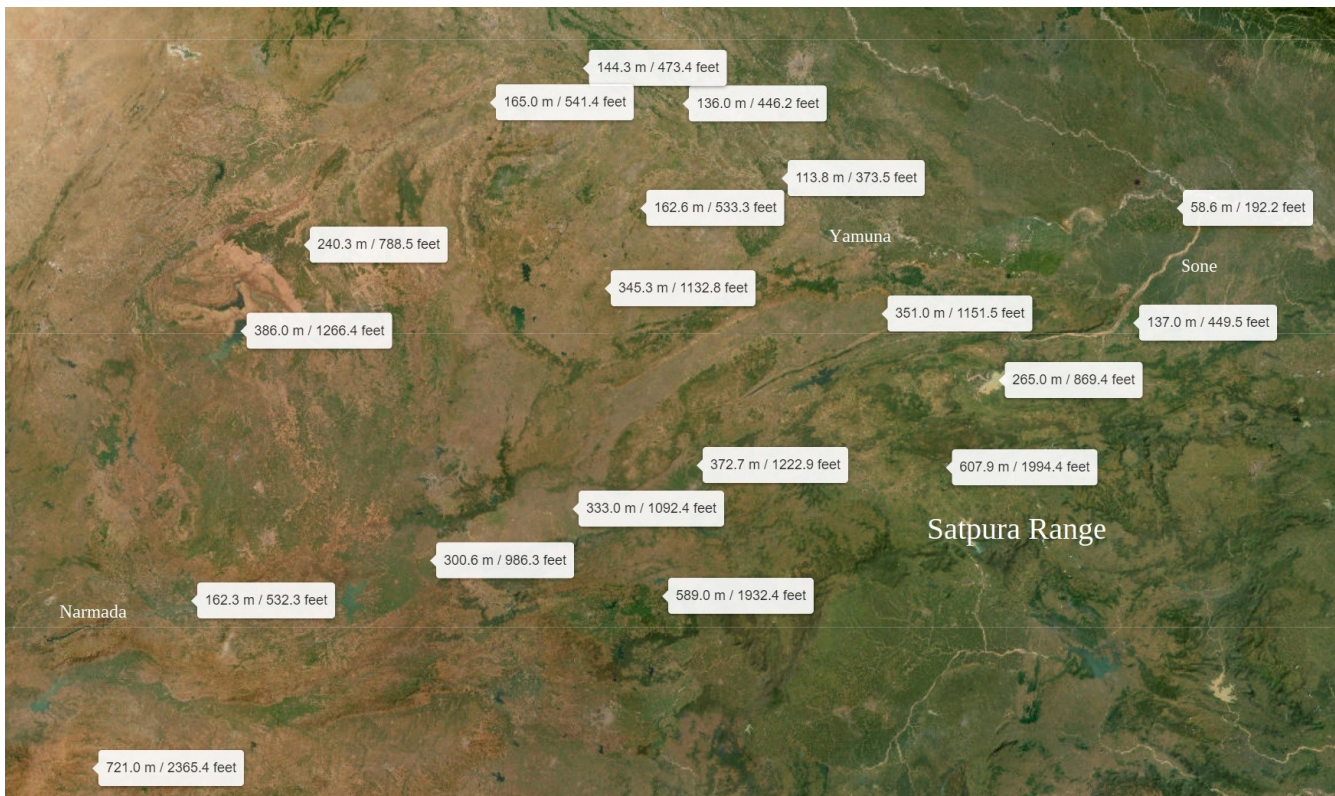 144.3 m / 473.4 feet
165.0 m / 541.4 feet
136.0 m / 446.2 feet
113.8 m / 373.5 feet
162.6 m / 533.3 feet
58.6 m / 192.2 feet
Yamuna
240.3 m / 788.5 feet
Sone
345.3 m / 1132.8 feet
351.0 m / 1151.5 feet
137.0 m / 449.5 feet
386.0 m / 1266.4 feet
265.0 m / 869.4 feet
372.7 m / 1222.9 feet
607.9 m / 1994.4 feet
333.0 m / 1092.4 feet
Satpura Range
300.6 m / 986.3 feet
589.0 m / 1932.4 feet
162.3 m / 532.3 feet
Narmada
721.0 m / 2365.4 feet